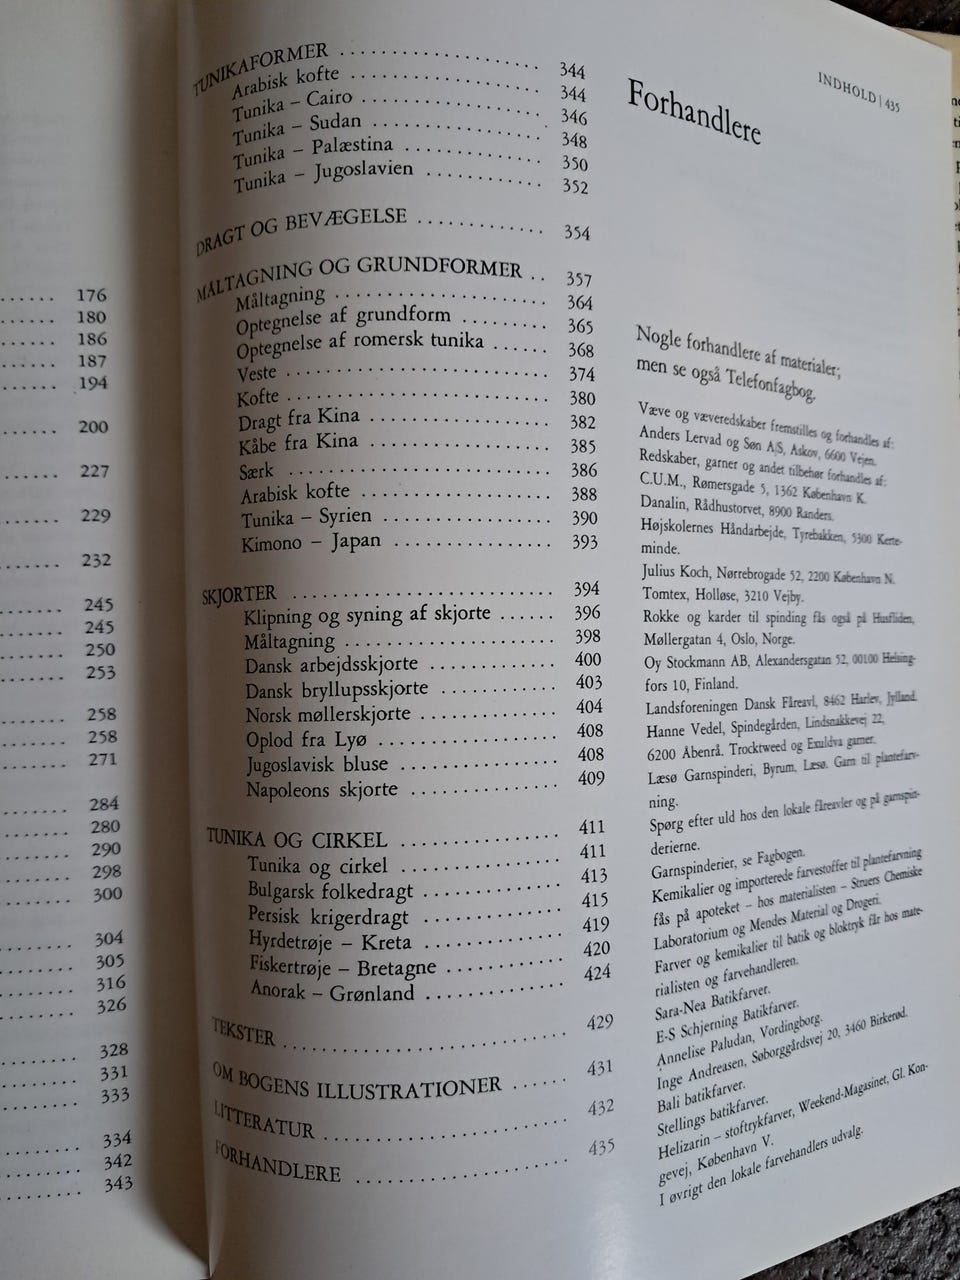 176
180
186
187
194
200
227
229
232
245
245
250
253
258
258
271
284
280
290
298
300
304
305
316
326
328
331
333
334
342
343
TUNIKAFORMER . . . . . . . . . . . . . . . . . 344
Arabisk kofte . . . . . . . . . . . . . . . . 344
Tunika – Cairo . . . . . . . . . . . . . . . 346
Tunika – Sudan . . . . . . . . . . . . . . . 348
Tunika – Palæstina . . . . . . . . . . . . 350
Tunika – Jugoslavien . . . . . . . . . . 352
DRAGT OG BEVÆGELSE . . . . . . . . . . . 354
MÅLTAGNING OG GRUNDFORMER . . 357
Måltagning . . . . . . . . . . . . . . . . . . 364
Optegnelse af grundform . . . . . . . . . 365
Optegnelse af romersk tunika . . . . . . 368
Veste . . . . . . . . . . . . . . . . . . . . . . 374
Kofte . . . . . . . . . . . . . . . . . . . . . . 380
Dragt fra Kina . . . . . . . . . . . . . . . 382
Kåbe fra Kina . . . . . . . . . . . . . . . 385
Særk . . . . . . . . . . . . . . . . . . . . . . 386
Arabisk kofte . . . . . . . . . . . . . . . . 388
Tunika – Syrien . . . . . . . . . . . . . . 390
Kimono – Japan . . . . . . . . . . . . . . 393
SKJORTER . . . . . . . . . . . . . . . . . . . . . 394
Klipning og syning af skjorte . . . . . . 396
Måltagning . . . . . . . . . . . . . . . . . . 398
Dansk arbejdsskjorte . . . . . . . . . . . 400
Dansk bryllupsskjorte . . . . . . . . . . 403
Norsk møllerskjorte . . . . . . . . . . . . 404
Oplod fra Lyø . . . . . . . . . . . . . . . 408
Jugoslavisk bluse . . . . . . . . . . . . . 408
Napoleons skjorte . . . . . . . . . . . . . 409
TUNIKA OG CIRKEL . . . . . . . . . . . . . 411
Tunika og cirkel . . . . . . . . . . . . . . 411
Bulgarsk folkedragt . . . . . . . . . . . . 413
Persisk krigerdragt . . . . . . . . . . . . 415
Hyrdetrøje – Kreta . . . . . . . . . . . . 419
Fiskertrøje – Bretagne . . . . . . . . . . 420
Anorak – Grønland . . . . . . . . . . . . 424
TEKSTER . . . . . . . . . . . . . . . . . . . . . . 429
OM BOGENS ILLUSTRATIONER . . . . . . 431
LITTERATUR . . . . . . . . . . . . . . . . . . . 432
FORHANDLERE . . . . . . . . . . . . . . . . . 435
INDHOLD | 435
Forhandlere
Nogle forhandlere af materialer;
men se også Telefonfagbog.
Væve og væveredskaber fremstilles og forhandles af:
Anders Lervad og Søn A/S, Askov, 6600 Vejen.
Redskaber, garner og andet tilbehør forhandles af:
C.U.M., Rømersgade 5, 1362 København K.
Danalin, Rådhustorvet, 8900 Randers.
Højskolernes Håndarbejde, Tyrebakken, 5300 Kerte-
minde.
Julius Koch, Nørrebrogade 52, 2200 København N.
Tomtex, Holløse, 3210 Vejby.
Rokke og karder til spinding fås også på Husfliden,
Møllergatan 4, Oslo, Norge.
Oy Stockmann AB, Alexandersgatan 52, 00100 Helsing-
fors 10, Finland.
Landsforeningen Dansk Fåreavl, 8462 Harlev, Jylland.
Hanne Vedel, Spindegården, Lindsnakkevej 22,
6200 Åbenrå. Trocktweed og Exuldva garner.
Læsø Garnspinderi, Byrum, Læsø. Garn til plantefarv-
ning.
Spørg efter uld hos den lokale fåreavler og på garnspin-
derierne.
Garnspinderier, se Fagbogen.
Kemikalier og importerede farvestoffer til plantefarvning
fås på apoteket – hos materialisten – Struers Chemiske
Laboratorium og Mendes Material og Drogeri.
Farver og kemikalier til batik og bloktryk får hos mate-
rialisten og farvehandleren.
Sara-Nea Batikfarver.
E-S Schjerning Batikfarver.
Annelise Paludan, Vordingborg.
Inge Andreasen, Søborggårdsvej 20, 3460 Birkerød.
Bali batikfarver.
Stellings batikfarver.
Helizarin – stoftrykfarver, Weekend-Magasinet, Gl. Kon-
gevej, København V.
I øvrigt den lokale farvehandlers udvalg.